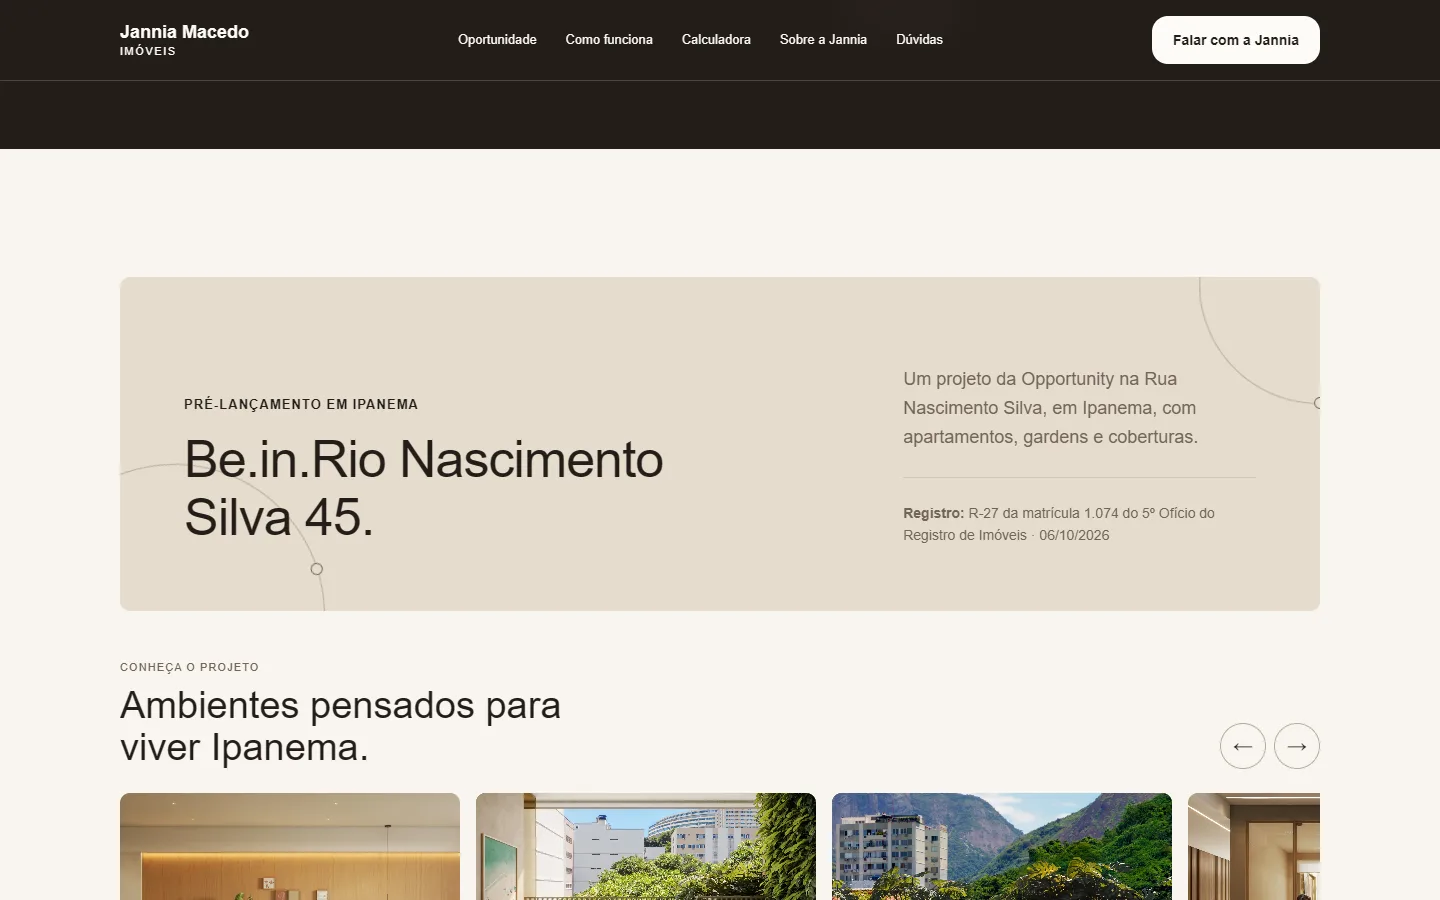 Jannia Macedo
IMÓVEIS
Oportunidade
Como funciona
Calculadora
Sobre a Jannia
Dúvidas
Falar com a Jannia
PRÉ-LANÇAMENTO EM IPANEMA
Be.in.Rio Nascimento
Silva 45.
Um projeto da Opportunity na Rua
Nascimento Silva, em Ipanema, com
apartamentos, gardens e coberturas.
Registro: R-27 da matrícula 1.074 do 5º Ofício do
Registro de Imóveis · 06/10/2026
CONHEÇA O PROJETO
Ambientes pensados para
viver Ipanema.